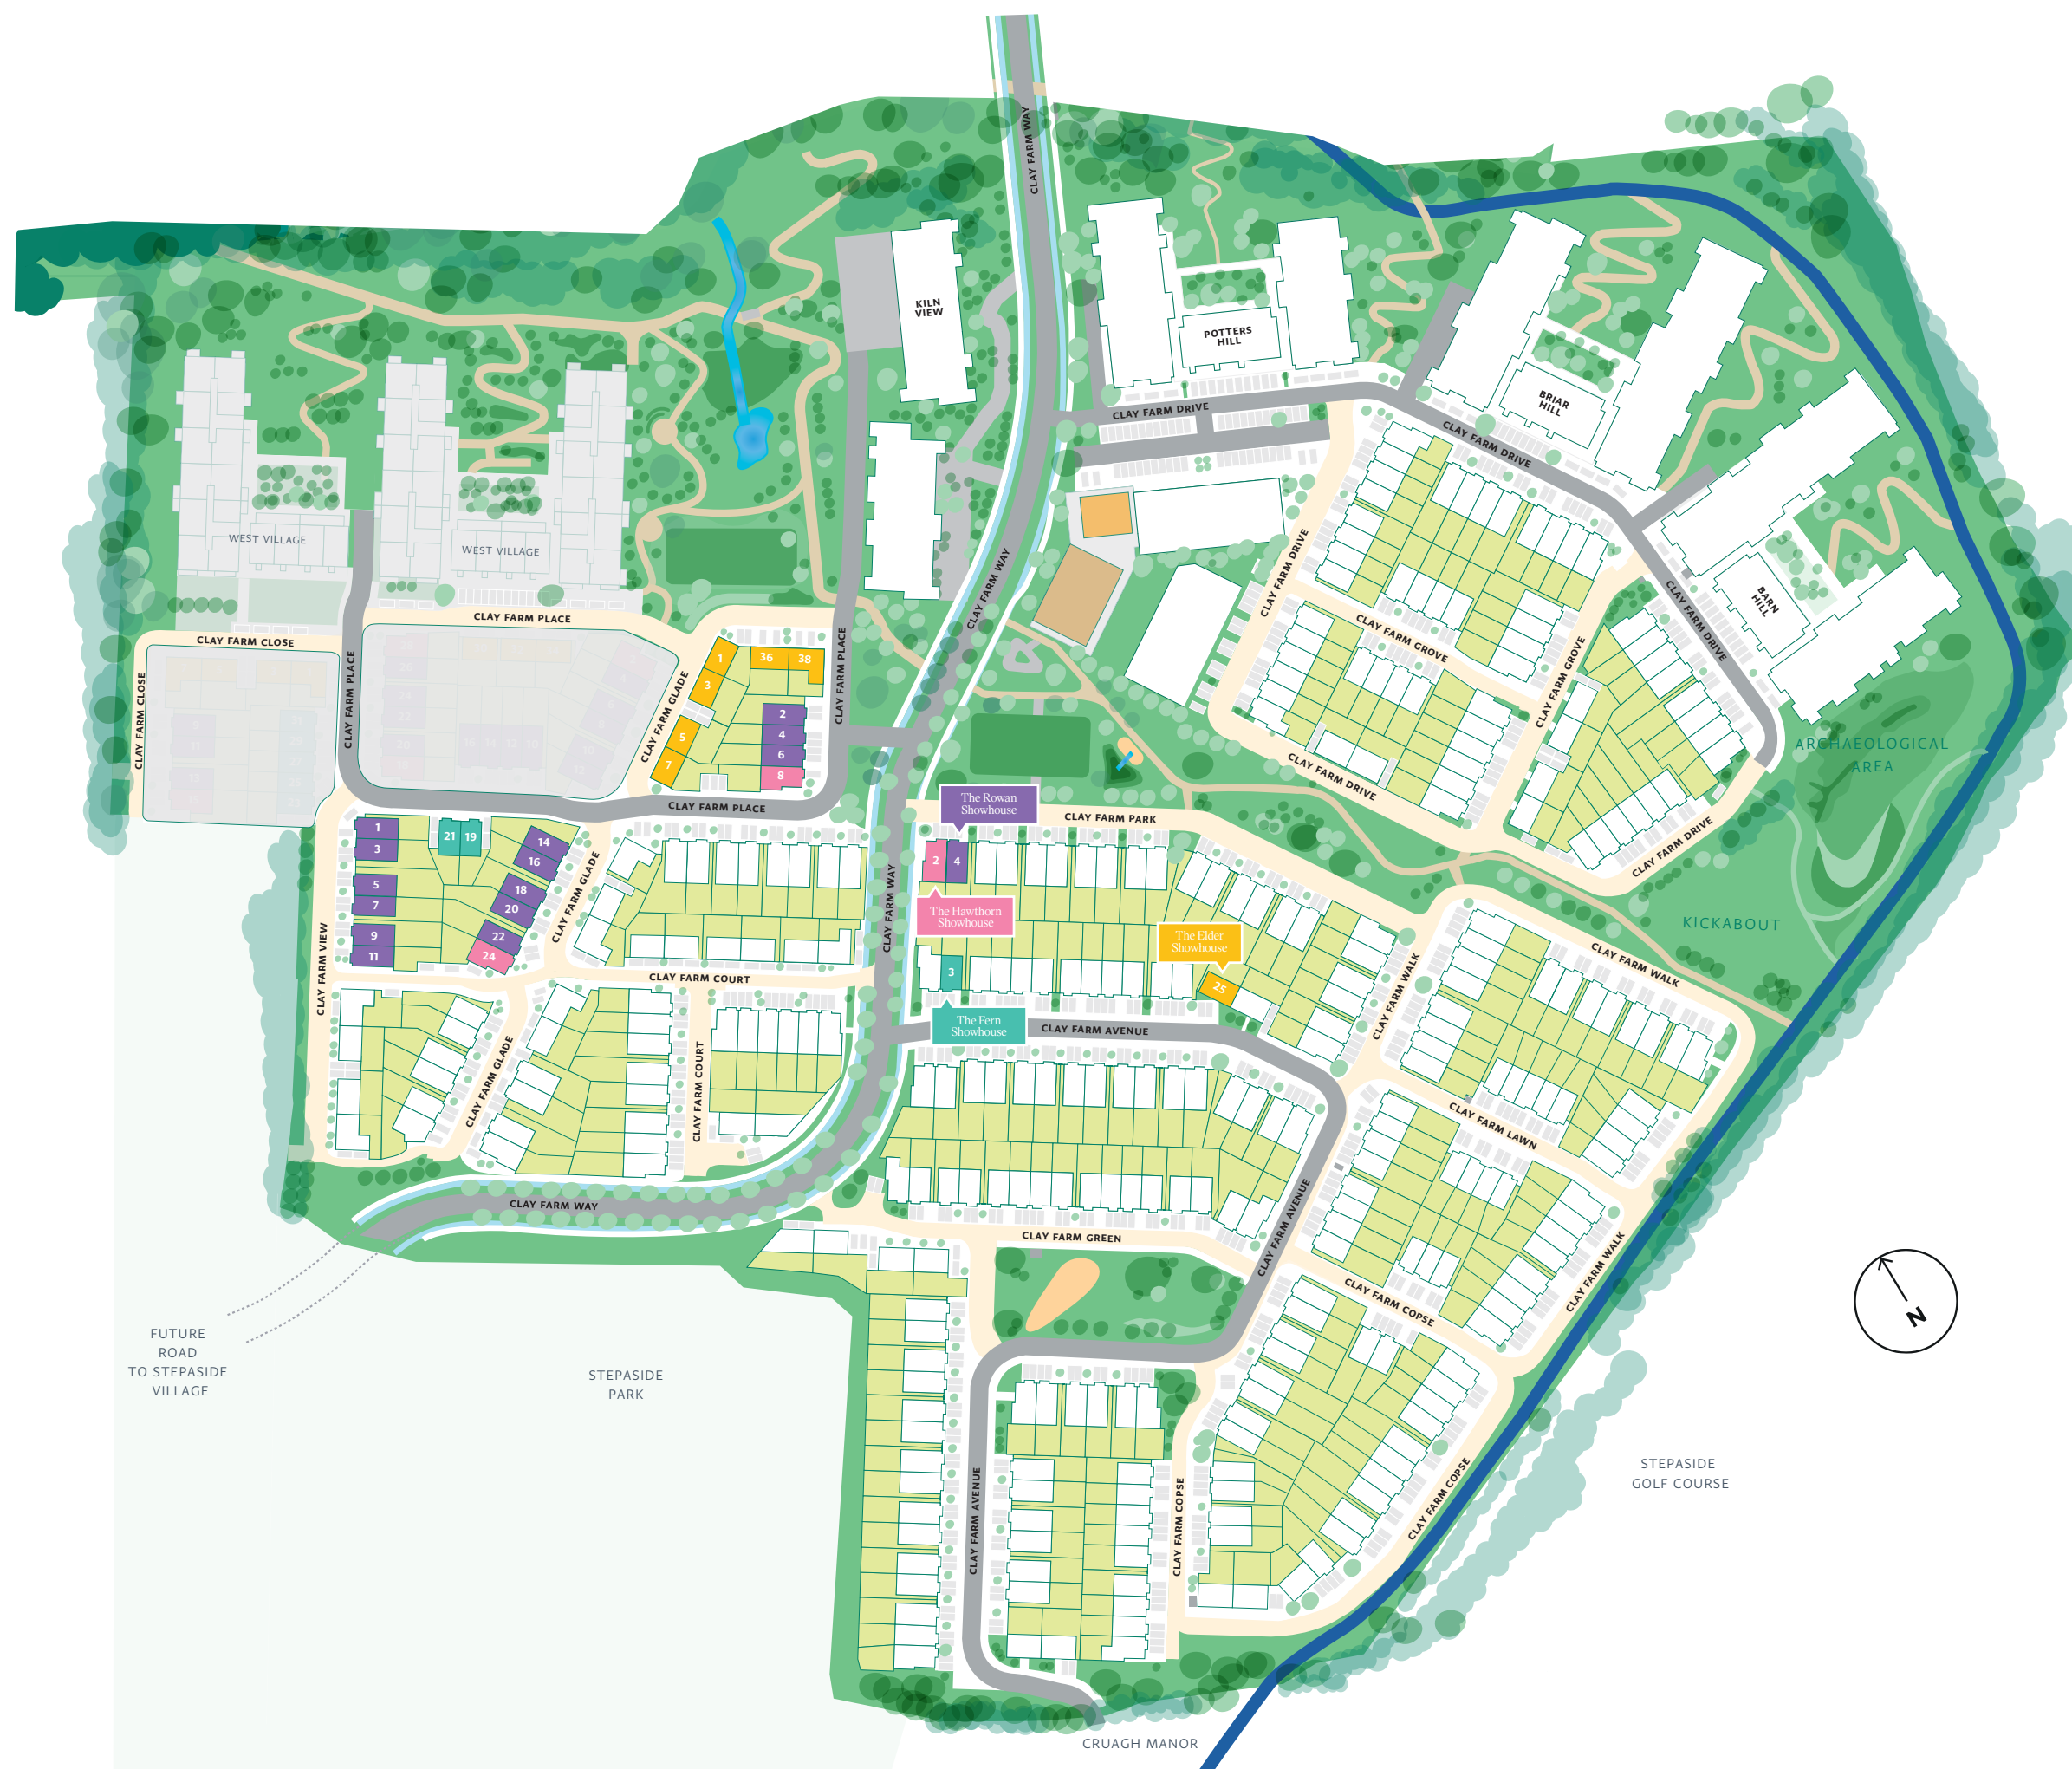 CLAY FARM WAY
KILN
VIEW
POTTERS
HILL
BRIAR
HILL
CLAY FARM DRIVE
CLAY FARM DRIVE
WEST VILLAGE
WEST VILLAGE
CLAY FARM WAY
CLAY FARM DRIVE
CLAY FARM DRIVE
BARN
HILL
CLAY FARM PLACE
CLAY FARM CLOSE
CLAY FARM CLOSE
CLAY FARM PLACE
CLAY FARM GLADE
CLAY FARM PLACE
CLAY FARM GROVE
CLAY FARM GROVE
1
36
38
3
2
5
4
6
7
8
ARCHAEOLOGICAL
AREA
CLAY FARM DRIVE
CLAY FARM PLACE
The Rowan
Showhouse
CLAY FARM PARK
CLAY FARM DRIVE
1
3
21
19
14
16
5
7
18
20
9
11
22
24
CLAY FARM GLADE
CLAY FARM VIEW
CLAY FARM WAY
2
4
The Hawthorn
Showhouse
The Elder
Showhouse
KICKABOUT
CLAY FARM WALK
CLAY FARM WALK
CLAY FARM COURT
3
25
The Fern
Showhouse
CLAY FARM AVENUE
CLAY FARM GLADE
CLAY FARM COURT
CLAY FARM LAWN
CLAY FARM WAY
CLAY FARM GREEN
CLAY FARM AVENUE
CLAY FARM WALK
CLAY FARM COPSE
N
FUTURE
ROAD
TO STEPASIDE
VILLAGE
STEPASIDE
PARK
STEPASIDE
GOLF COURSE
CLAY FARM AVENUE
CLAY FARM COPSE
CLAY FARM COPSE
CRUAGH MANOR